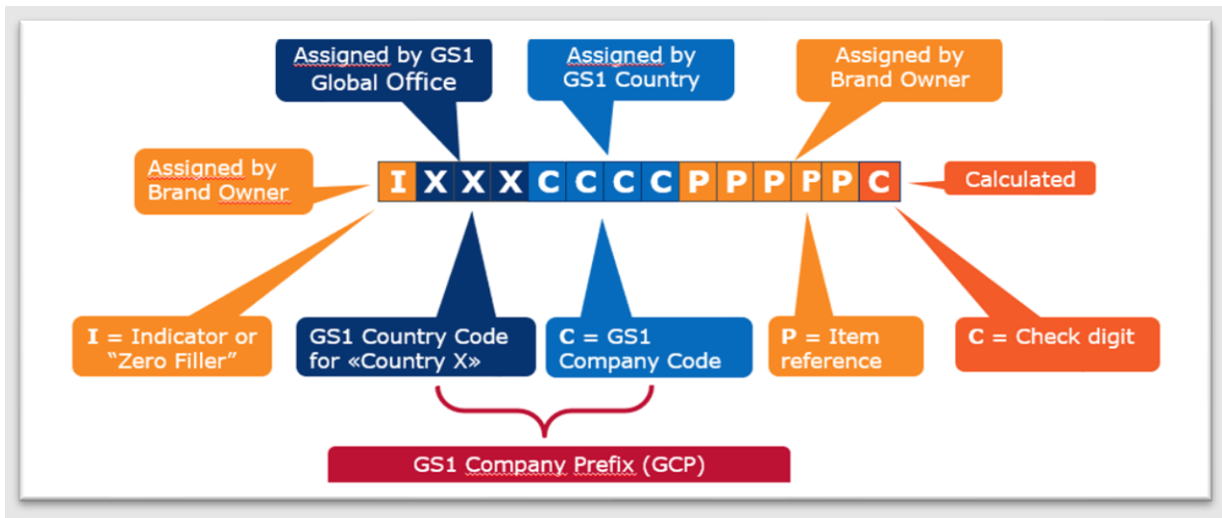 Assigned by GS1
Global Office
Assigned by
GS1 Country
Assigned by
Brand Owner
Assigned by
Brand Owner
I X X X C C C C P P P P P C
Calculated
I = Indicator or
“Zero Filler”
GS1 Country Code
for «Country X»
C = GS1
Company Code
P = Item
reference
C = Check digit
GS1 Company Prefix (GCP)